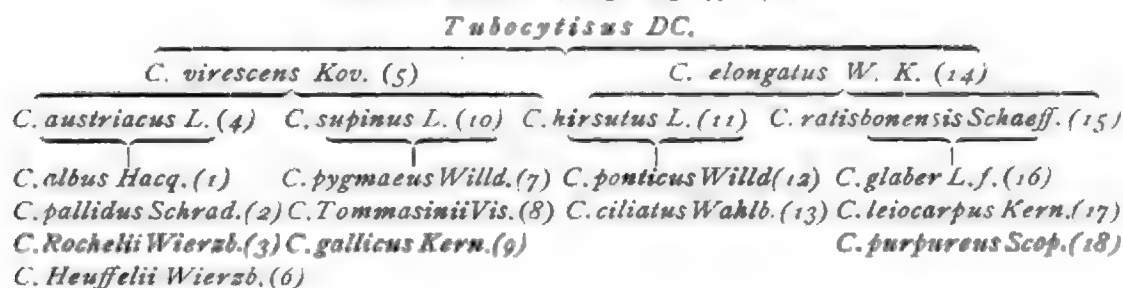 Tubocytisus DC.
C. virescens Kov. (5) C. elongatus W. K. (14)
C. austriacus L. (4) C. supinus L. (10) C. hirsutus L. (11) C. ratisbonensis Schaeff. (15)
C. albus Hacq. (1) C. pygmaeus Willd. (7) C. ponticus Willd (12) C. glaber L. f. (16)
C. pallidus Schrad. (2) C. Tommasinii Vis. (8) C. ciliatus Wahlb. (13) C. leiocarpus Kern. (17)
C. Rochelii Wierzb. (3) C. gallicus Kern. (9) C. purpureus Scop. (18)
C. Heuffelii Wierzb. (6)